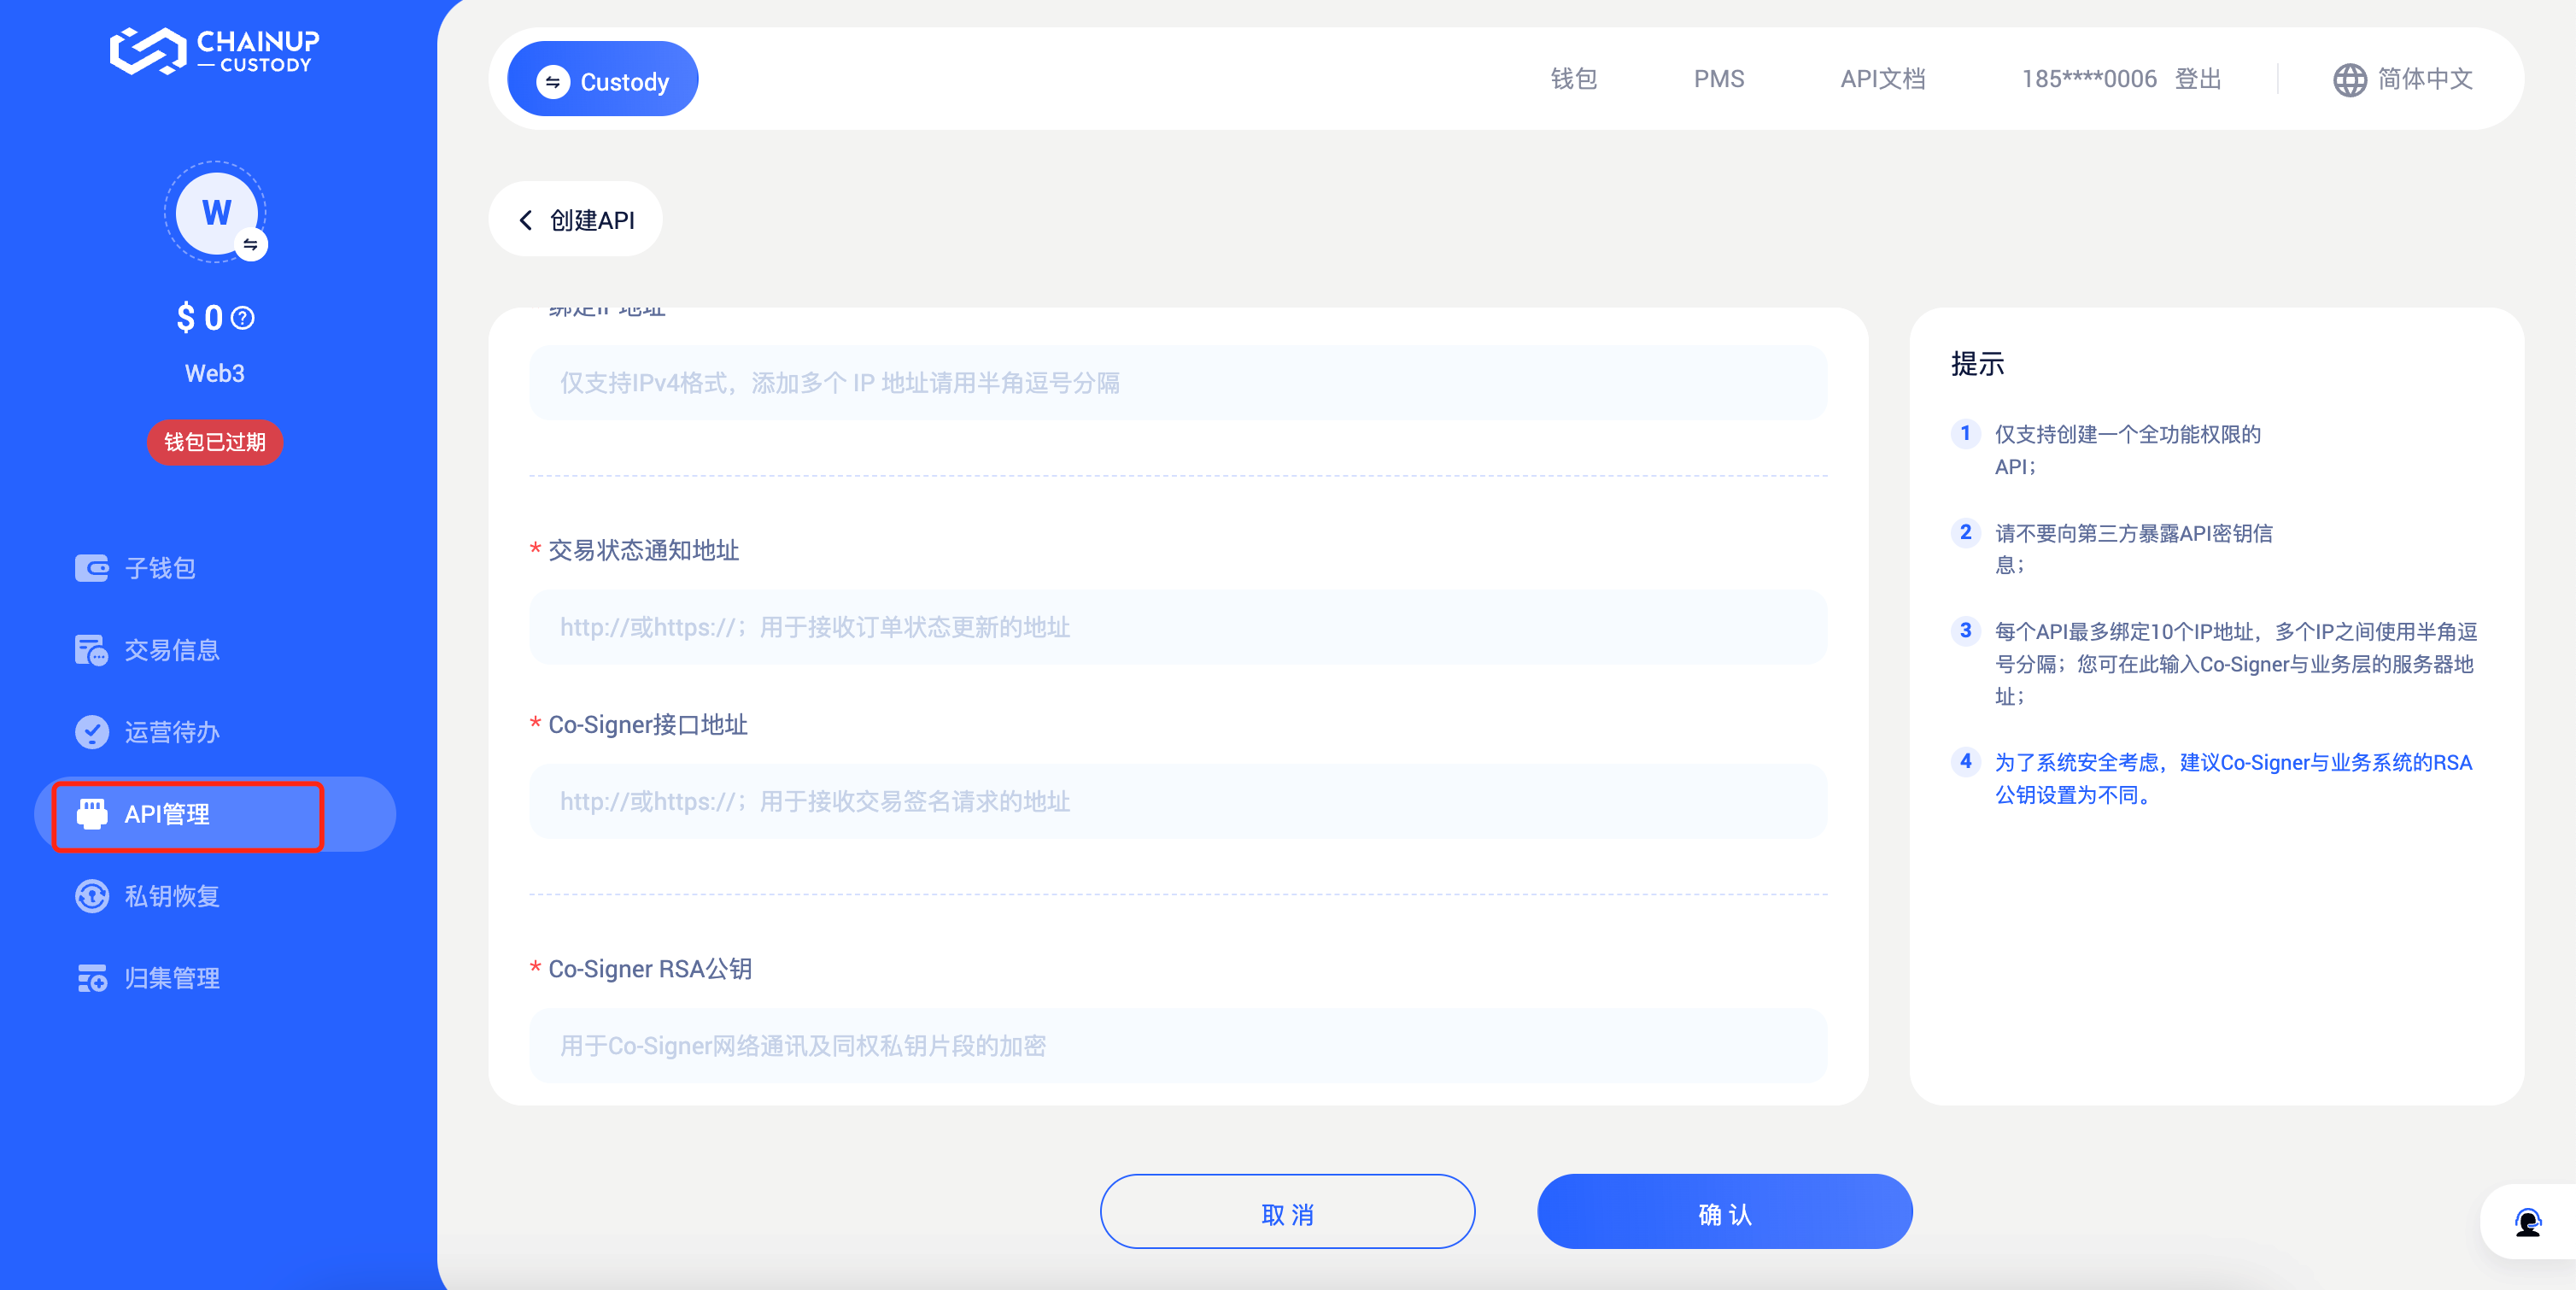 CHAINUP
CUSTODY
W
$ 0
Web3
钱包已过期
子钱包
交易信息
运营待办
API管理
私钥恢复
归集管理
Custody
钱包
PMS
API文档
185****0006 登出
简体中文
创建API
绑定IP 地址
仅支持IPv4格式，添加多个 IP 地址请用半角逗号分隔
* 交易状态通知地址
http://或https://；用于接收订单状态更新的地址
* Co-Signer接口地址
http://或https://；用于接收交易签名请求的地址
* Co-Signer RSA公钥
用于Co-Signer网络通讯及同权私钥片段的加密
提示
1 仅支持创建一个全功能权限的
API；
2 请不要向第三方暴露API密钥信
息；
3 每个API最多绑定10个IP地址，多个IP之间使用半角逗
号分隔；您可在此输入Co-Signer与业务层的服务器地
址；
4 为了系统安全考虑，建议Co-Signer与业务系统的RSA
公钥设置为不同。
取 消
确 认